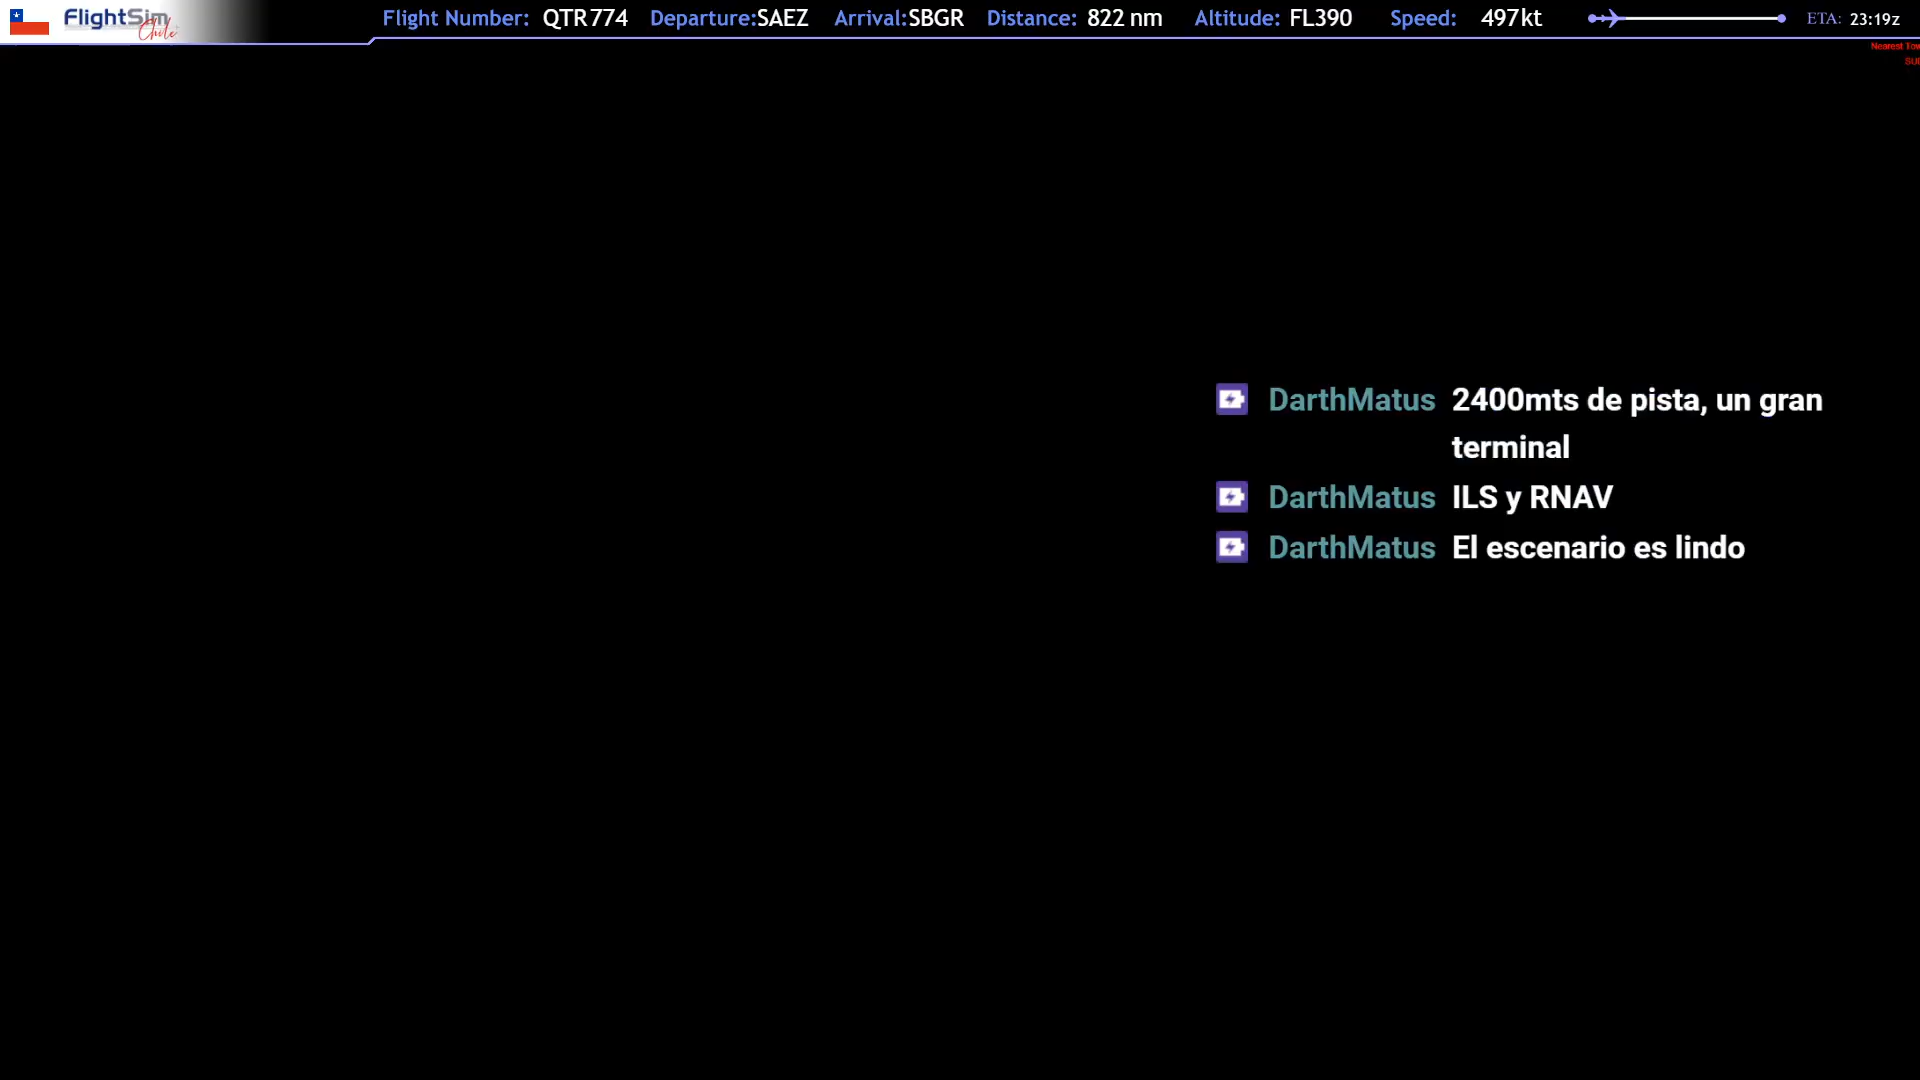 FlightSim
Chile
Flight Number: QTR774 Departure:SAEZ Arrival:SBGR Distance: 822 nm Altitude: FL390 Speed: 497kt ETA: 23:19z
Nearest
DarthMatus 2400mts de pista, un gran
terminal
DarthMatus ILS y RNAV
DarthMatus El escenario es lindo